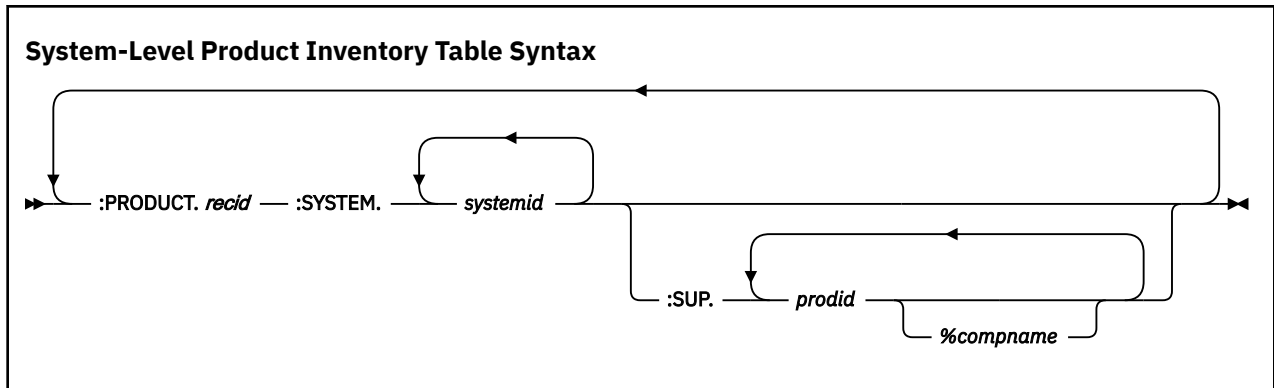 System-Level Product Inventory Table Syntax
:PRODUCT. recid :SYSTEM. systemid
:SUP. prodid
%compname